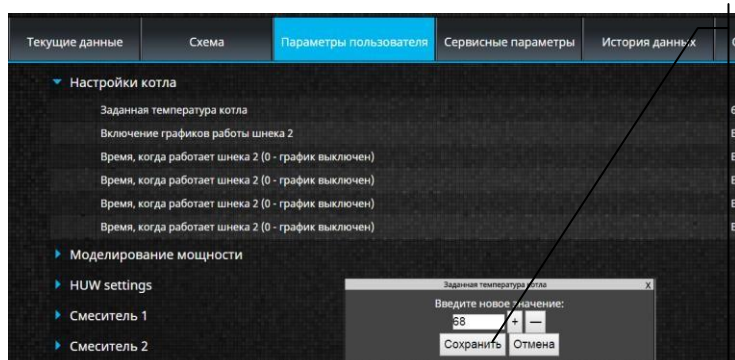 Текущие данные Схема Параметры пользователя Сервисные параметры История данных
Настройки котла
Заданная температура котла
Включение графиков работы шнека 2
Время, когда работает шнека 2 (0 - график выключен)
Время, когда работает шнека 2 (0 - график выключен)
Время, когда работает шнека 2 (0 - график выключен)
Время, когда работает шнека 2 (0 - график выключен)
Моделирование мощности
HUW settings
Смеситель 1
Смеситель 2
Заданная температура котла X
Введите новое значение:
68 + —
Сохранить Отмена